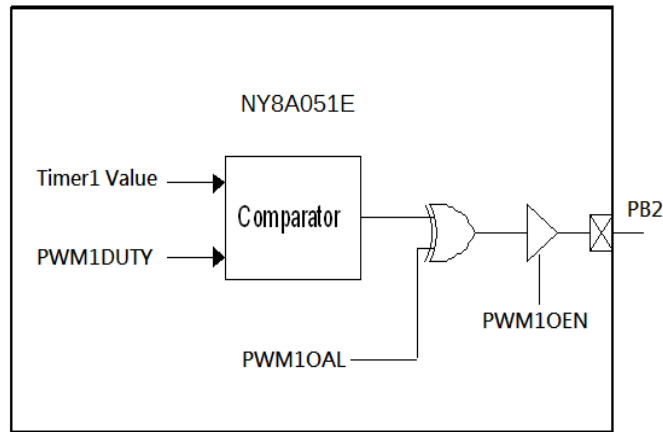 NY8A051E
Timer1 Value
Comparator
PB2
PWM1DUTY
PWM1OEN
PWM1OAL